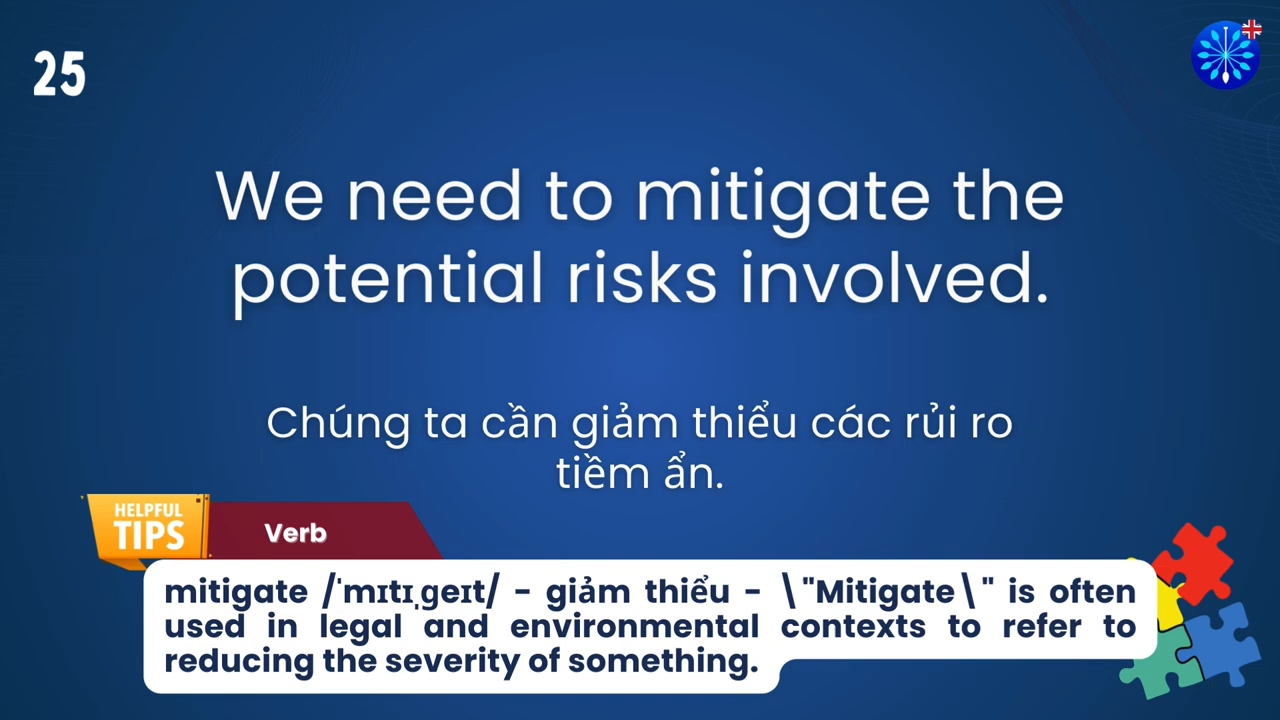 25
We need to mitigate the
potential risks involved.
Chúng ta cần giảm thiểu các rủi ro
tiềm ẩn.
HELPFUL
TIPS
Verb
mitigate /ˈmɪtɪˌɡeɪt/ - giảm thiểu - \"Mitigate\" is often
used in legal and environmental contexts to refer to
reducing the severity of something.